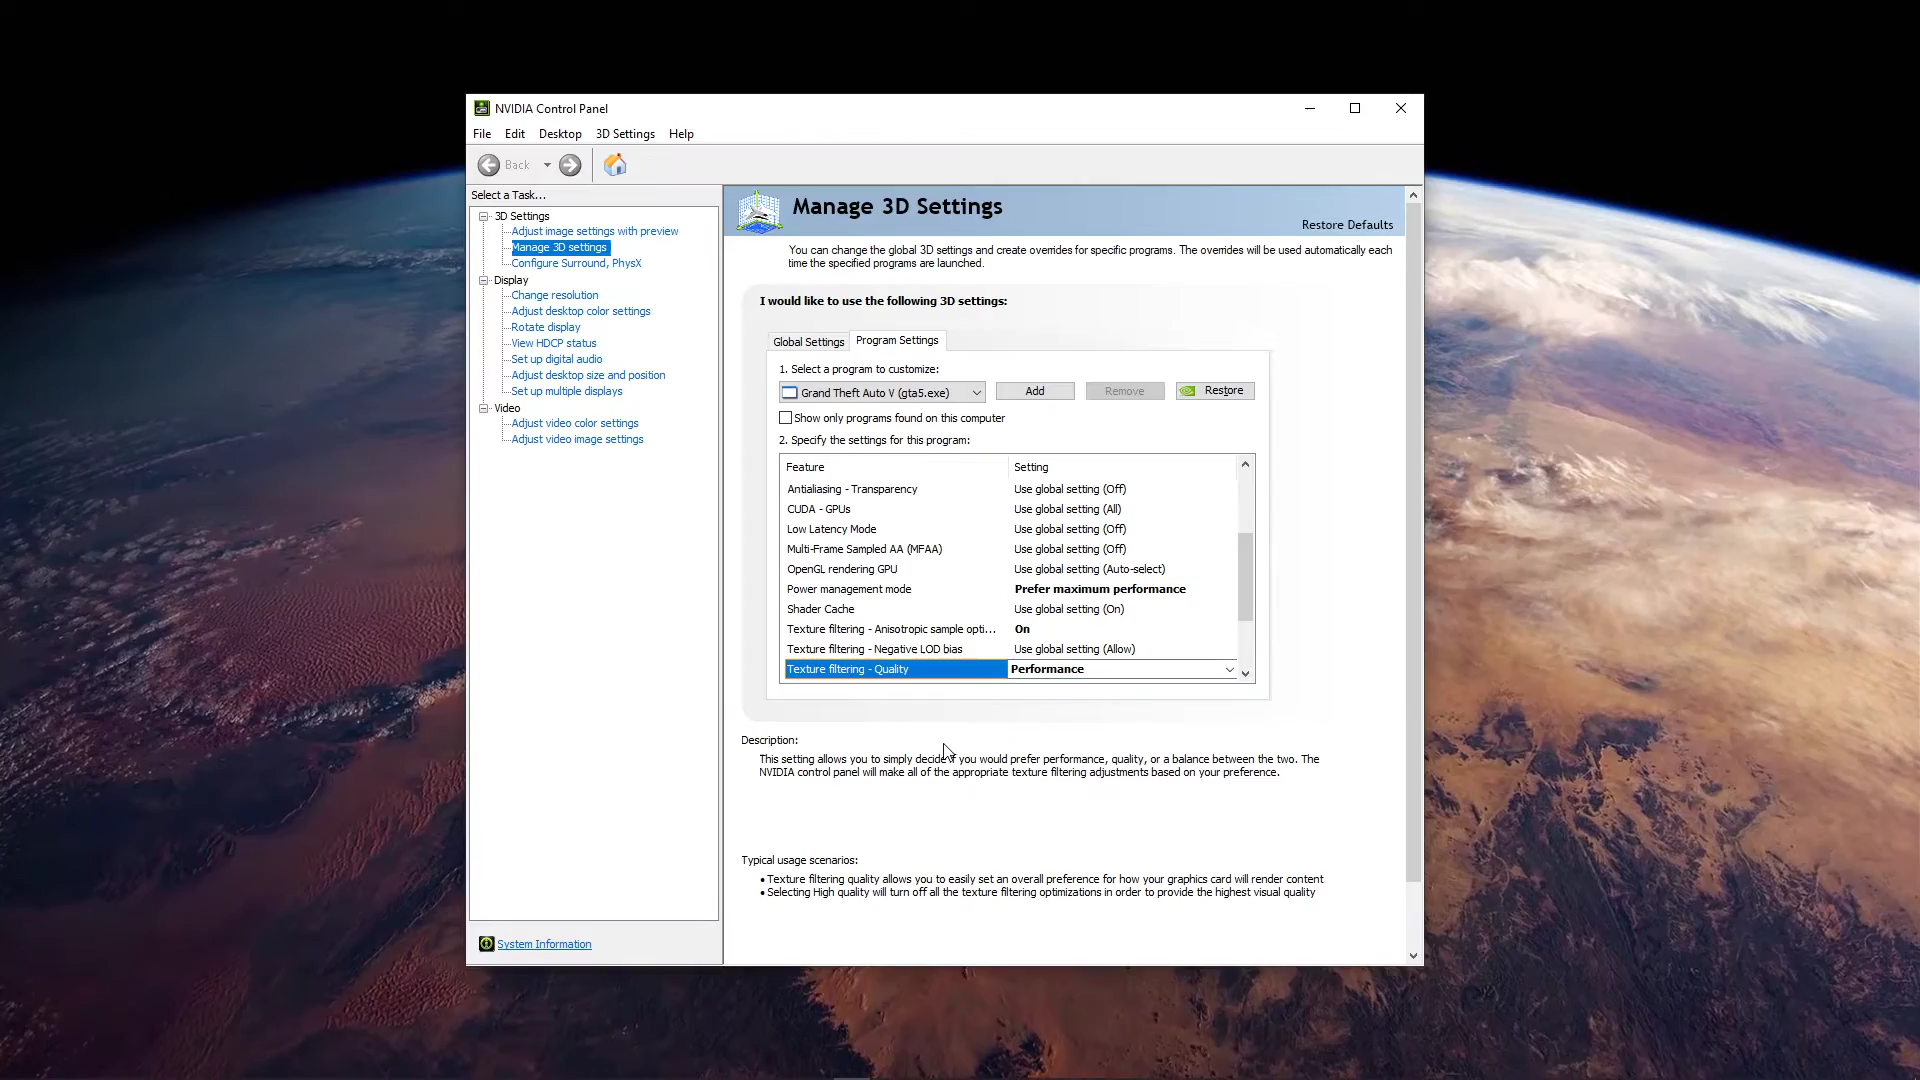 NVIDIA Control Panel
File Edit Desktop 3D Settings Help
Back
Select a Task...
3D Settings
Adjust image settings with preview
Manage 3D settings
Configure Surround, PhysX
Display
Change resolution
Adjust desktop color settings
Rotate display
View HDCP status
Set up digital audio
Adjust desktop size and position
Set up multiple displays
Video
Adjust video color settings
Adjust video image settings
System Information
Manage 3D Settings
Restore Defaults
You can change the global 3D settings and create overrides for specific programs. The overrides will be used automatically each
time the specified programs are launched.
I would like to use the following 3D settings:
Global Settings Program Settings
1. Select a program to customize:
Grand Theft Auto V (gta5.exe) Add Remove Restore
Show only programs found on this computer
2. Specify the settings for this program:
Feature Setting
Antialiasing - Transparency Use global setting (Off)
CUDA - GPUs Use global setting (All)
Low Latency Mode Use global setting (Off)
Multi-Frame Sampled AA (MFAA) Use global setting (Off)
OpenGL rendering GPU Use global setting (Auto-select)
Power management mode Prefer maximum performance
Shader Cache Use global setting (On)
Texture filtering - Anisotropic sample opti... On
Texture filtering - Negative LOD bias Use global setting (Allow)
Texture filtering - Quality Performance
Description:
This setting allows you to simply decide if you would prefer performance, quality, or a balance between the two. The
NVIDIA control panel will make all of the appropriate texture filtering adjustments based on your preference.
Typical usage scenarios:
• Texture filtering quality allows you to easily set an overall preference for how your graphics card will render content
• Selecting High quality will turn off all the texture filtering optimizations in order to provide the highest visual quality